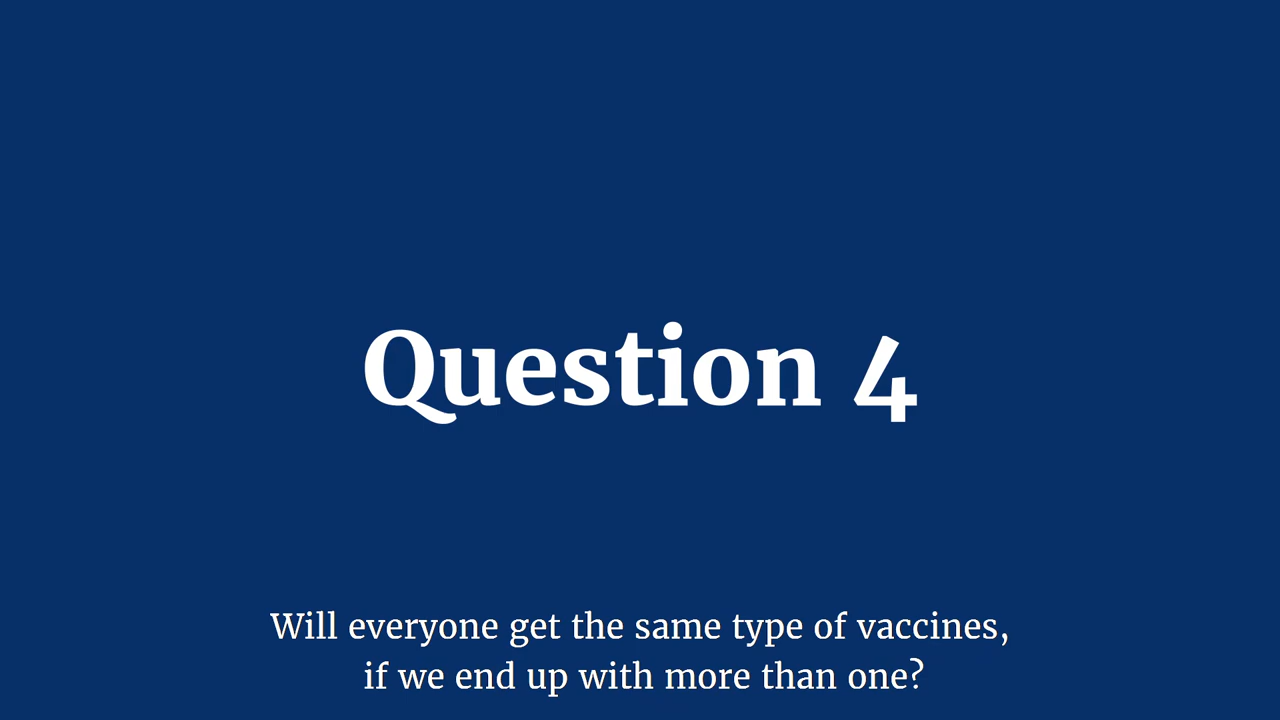 Question 4
Will everyone get the same type of vaccines,
if we end up with more than one?